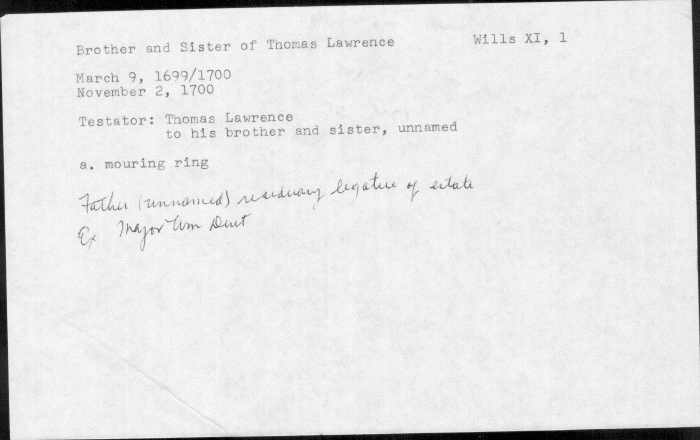 Brother and Sister of Thomas Lawrence Wills XI, 1
March 9, 1699/1700
November 2, 1700
Testator: Thomas Lawrence
to his brother and sister, unnamed
a. mouring ring
Father (unnamed) residuary legatee of estate
Ex Major Wm Dent